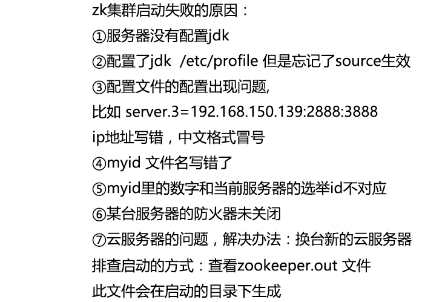 zk集群启动失败的原因：
①服务器没有配置jdk
②配置了jdk  /etc/profile 但是忘记了source生效
③配置文件的配置出现问题,
比如 server.3=192.168.150.139:2888:3888
ip地址写错，中文格式冒号
④myid 文件名写错了
⑤myid里的数字和当前服务器的选举id不对应
⑥某台服务器的防火器未关闭
⑦云服务器的问题，解决办法：换台新的云服务器
排查启动的方式：查看zookeeper.out 文件
此文件会在启动的目录下生成